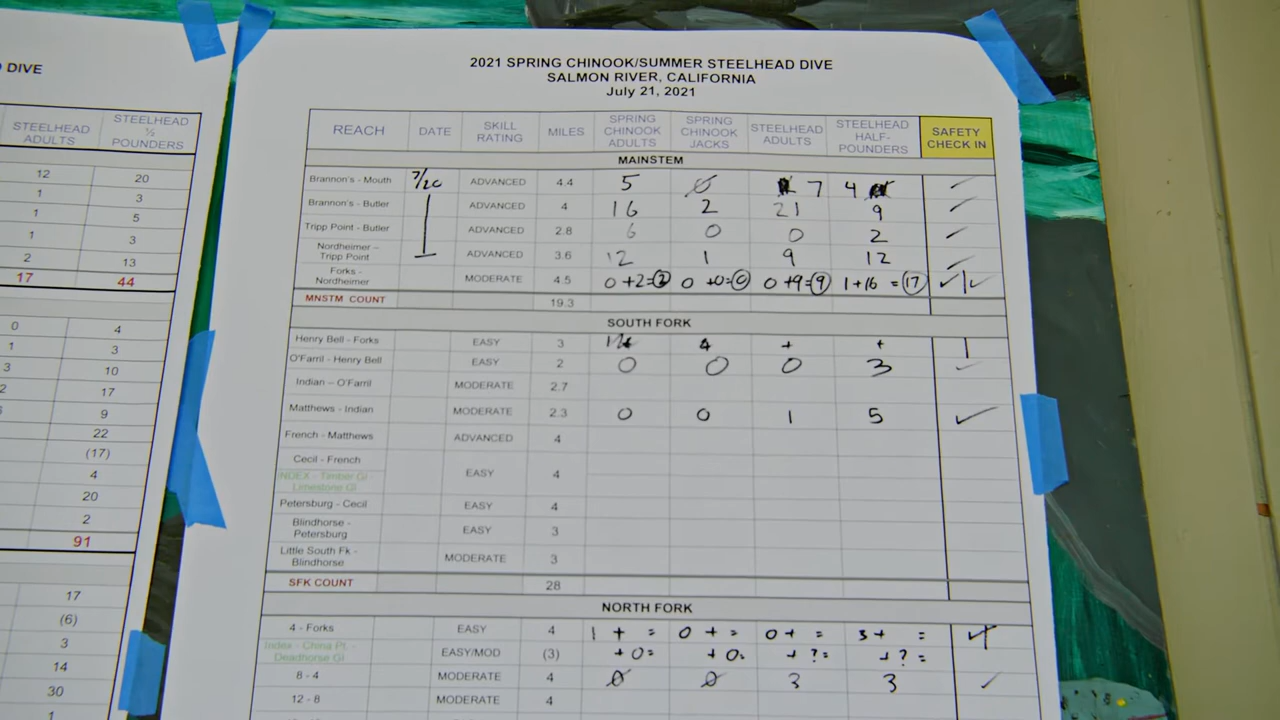 DIVE
STEELHEAD ADULTS STEELHEAD ½ POUNDERS
12 20
1 3
1 5
1 3
2 13
17 44
0 4
1 3
3 10
2 17
9
22
(17)
4
20
2
91
17
(6)
3
14
30
1
2021 SPRING CHINOOK/SUMMER STEELHEAD DIVE
SALMON RIVER, CALIFORNIA
July 21, 2021
REACH DATE SKILL RATING MILES SPRING CHINOOK ADULTS SPRING CHINOOK JACKS STEELHEAD ADULTS STEELHEAD HALF-POUNDERS SAFETY CHECK IN
MAINSTEM
Brannon's - Mouth 7/20 ADVANCED 4.4 5 0 7 4
Brannon's - Butler ADVANCED 4 16 2 21 9
Tripp Point - Butler ADVANCED 2.8 6 0 0 2
Nordheimer – Tripp Point ADVANCED 3.6 12 1 9 12
Forks - Nordheimer MODERATE 4.5 0+2=2 0+0=0 0+9=9 1+16=17
MNSTM COUNT 19.3
SOUTH FORK
Henry Bell - Forks EASY 3 4 + +
O'Farril - Henry Bell EASY 2 0 0 0 3
Indian – O'Farril MODERATE 2.7
Matthews - Indian MODERATE 2.3 0 0 1 5
French - Matthews ADVANCED 4
Cecil - French
INDEX - Timber Gl Limestone Gl EASY 4
Petersburg - Cecil EASY 4
Blindhorse - Petersburg EASY 3
Little South Fk - Blindhorse MODERATE 3
SFK COUNT 28
NORTH FORK
4 - Forks EASY 4 1 + = 0 + = 0 + = 3 + =
Index - China Pt. - Deadhorse Gl EASY/MOD (3) +0= +0= +?= +?=
8 - 4 MODERATE 4 0 0 3 3
12 - 8 MODERATE 4